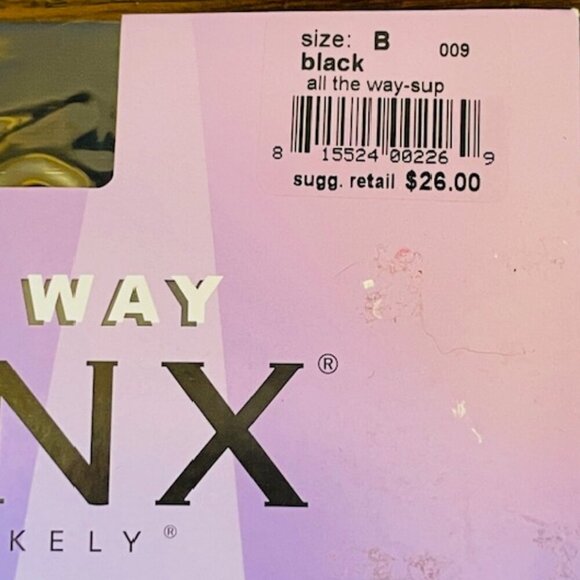 size: B 009
black
all the way-sup
8 15524 00226 9
sugg. retail $26.00
WAY
NX®
KELY®